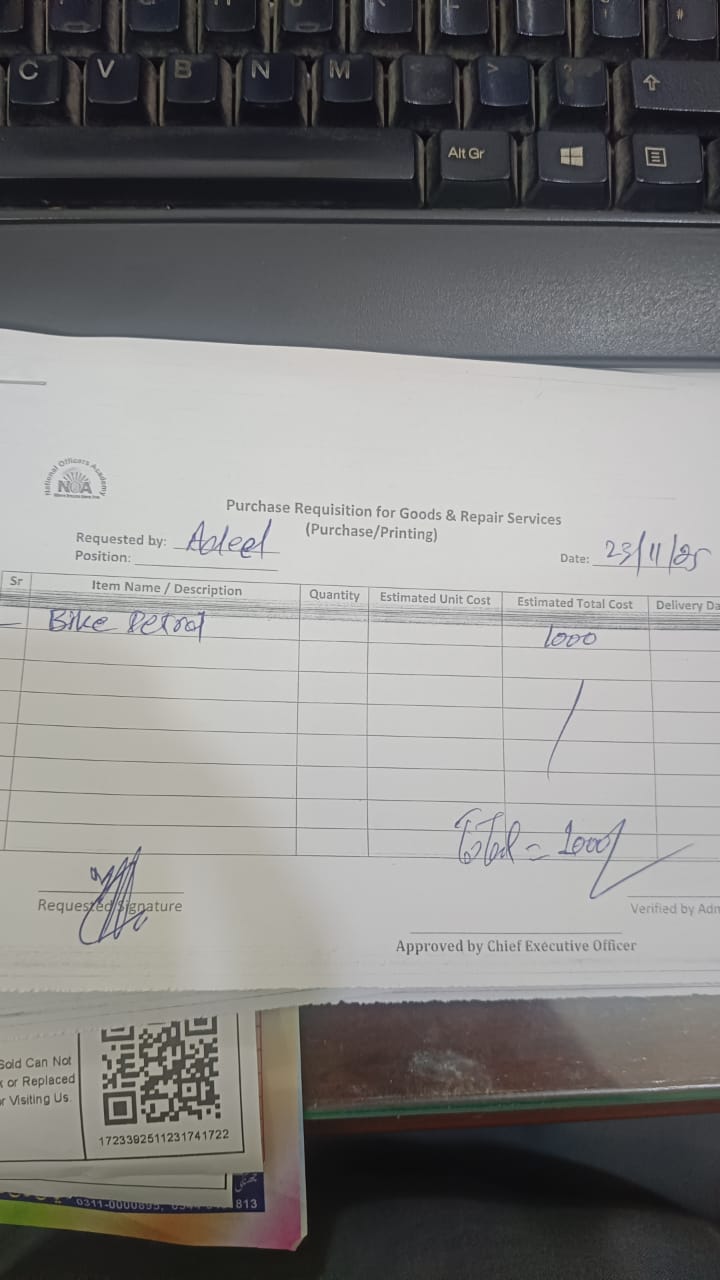 #
C V B N M < > ?
Alt Gr
National Officers Academy
NOA
Purchase Requisition for Goods & Repair Services
(Purchase/Printing)
Requested by: Adeel
Position:
Date: 23/11/25
Sr Item Name / Description Quantity Estimated Unit Cost Estimated Total Cost Delivery Da
Bike Petrol 1000
Total = 1000/
Requested Signature
Verified by Adm
Approved by Chief Executive Officer
Sold Can Not
or Replaced
r Visiting Us.
1723392511231741722
813